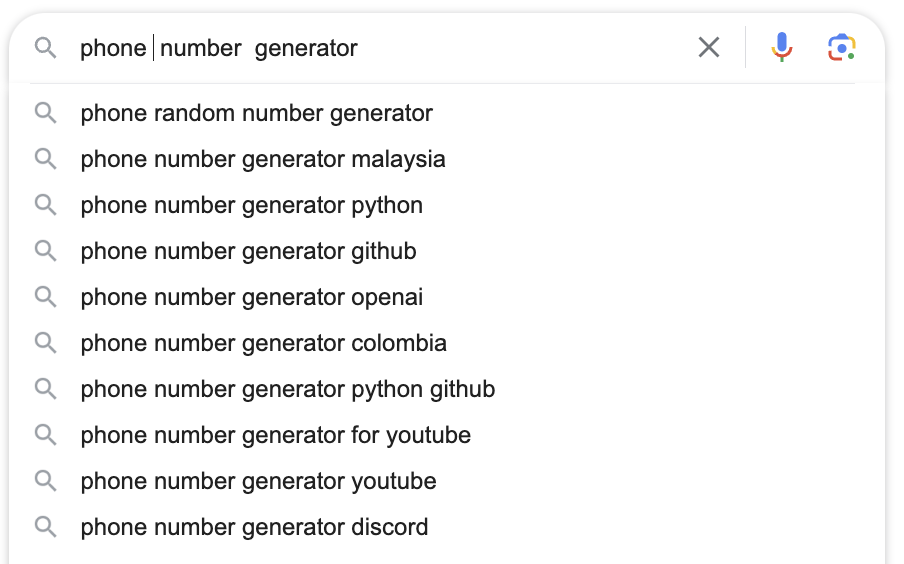 phone number  generator
phone random number generator
phone number generator malaysia
phone number generator python
phone number generator github
phone number generator openai
phone number generator colombia
phone number generator python github
phone number generator for youtube
phone number generator youtube
phone number generator discord